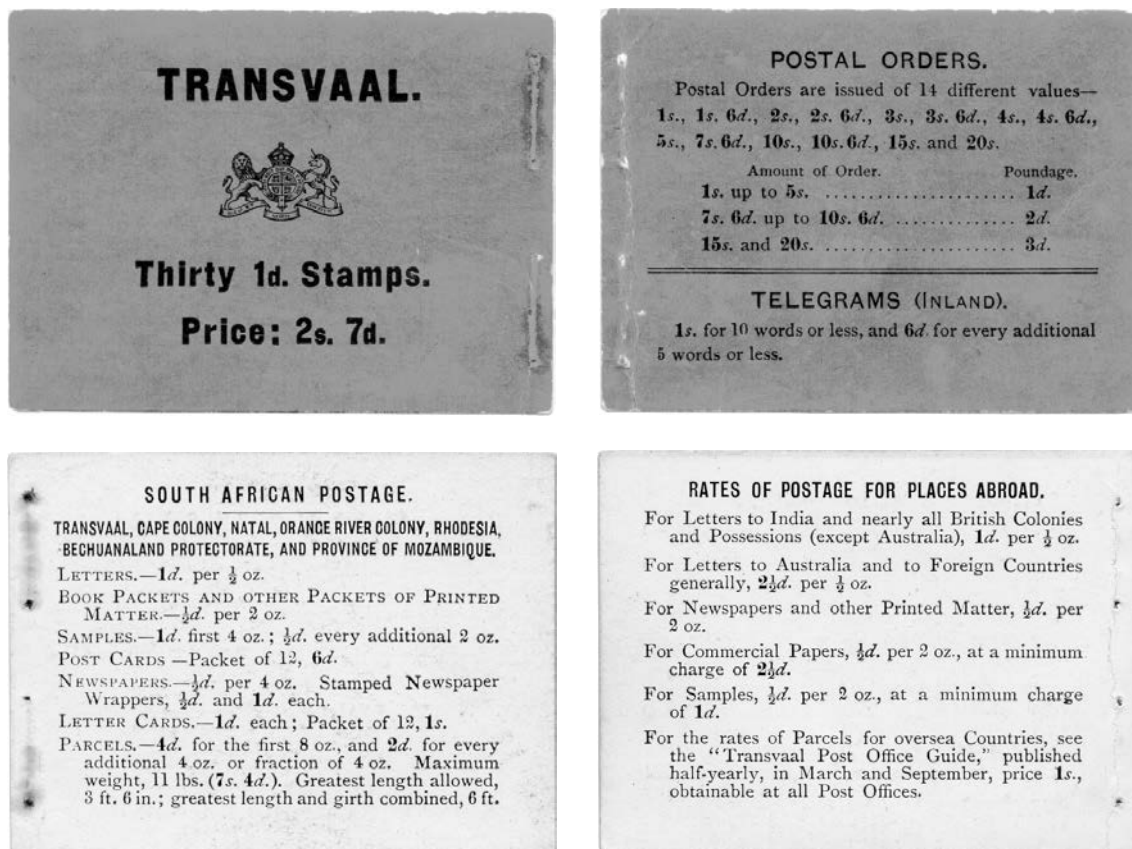 TRANSVAAL.
Thirty 1d. Stamps.
Price: 2s. 7d.
POSTAL ORDERS.
Postal Orders are issued of 14 different values—
1s., 1s. 6d., 2s., 2s. 6d., 3s., 3s. 6d., 4s., 4s. 6d.,
5s., 7s. 6d., 10s., 10s. 6d., 15s. and 20s.
Amount of Order. Poundage.
1s. up to 5s. ...................... 1d.
7s. 6d. up to 10s. 6d. ............. 2d.
15s. and 20s. ...................... 3d.
TELEGRAMS (INLAND).
1s. for 10 words or less, and 6d. for every additional
5 words or less.
SOUTH AFRICAN POSTAGE.
TRANSVAAL, CAPE COLONY, NATAL, ORANGE RIVER COLONY, RHODESIA,
BECHUANALAND PROTECTORATE, AND PROVINCE OF MOZAMBIQUE.
LETTERS.—1d. per ½ oz.
BOOK PACKETS AND OTHER PACKETS OF PRINTED
MATTER.—½d. per 2 oz.
SAMPLES.—1d. first 4 oz.; ½d. every additional 2 oz.
POST CARDS—Packet of 12, 6d.
NEWSPAPERS.—½d. per 4 oz. Stamped Newspaper
Wrappers, ½d. and 1d. each.
LETTER CARDS.—1d. each; Packet of 12, 1s.
PARCELS.—4d. for the first 8 oz., and 2d. for every
additional 4 oz. or fraction of 4 oz. Maximum
weight, 11 lbs. (7s. 4d.). Greatest length allowed,
3 ft. 6 in.; greatest length and girth combined, 6 ft.
RATES OF POSTAGE FOR PLACES ABROAD.
For Letters to India and nearly all British Colonies
and Possessions (except Australia), 1d. per ½ oz.
For Letters to Australia and to Foreign Countries
generally, 2½d. per ½ oz.
For Newspapers and other Printed Matter, ½d. per
2 oz.
For Commercial Papers, ½d. per 2 oz., at a minimum
charge of 2½d.
For Samples, ½d. per 2 oz., at a minimum charge
of 1d.
For the rates of Parcels for oversea Countries, see
the "Transvaal Post Office Guide," published
half-yearly, in March and September, price 1s.,
obtainable at all Post Offices.